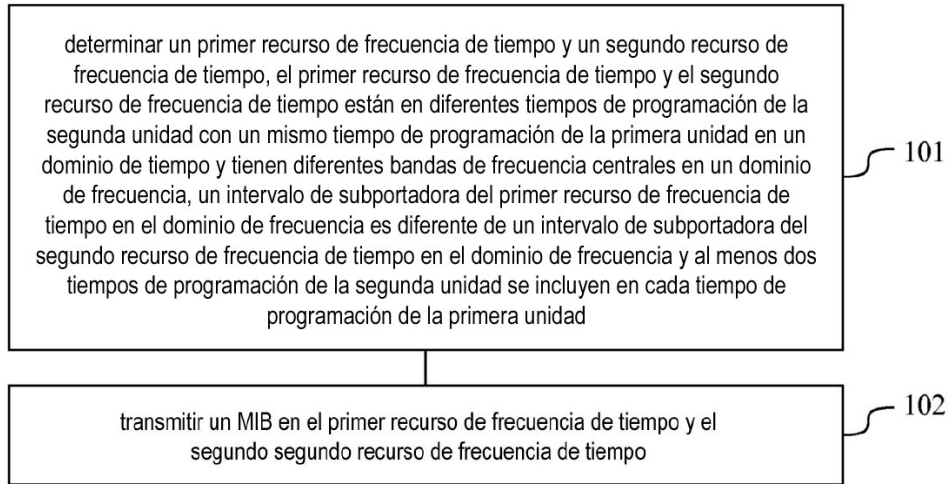 determinar un primer recurso de frecuencia de tiempo y un segundo recurso de
frecuencia de tiempo, el primer recurso de frecuencia de tiempo y el segundo
recurso de frecuencia de tiempo están en diferentes tiempos de programación de la
segunda unidad con un mismo tiempo de programación de la primera unidad en un
dominio de tiempo y tienen diferentes bandas de frecuencia centrales en un dominio
de frecuencia, un intervalo de subportadora del primer recurso de frecuencia de
tiempo en el dominio de frecuencia es diferente de un intervalo de subportadora del
segundo recurso de frecuencia de tiempo en el dominio de frecuencia y al menos dos
tiempos de programación de la segunda unidad se incluyen en cada tiempo de
programación de la primera unidad
101
transmitir un MIB en el primer recurso de frecuencia de tiempo y el
segundo segundo recurso de frecuencia de tiempo
102